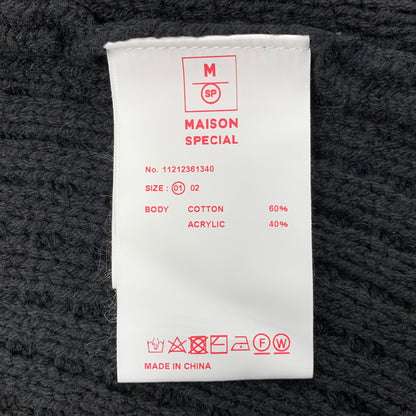 M
SP
MAISON
SPECIAL
No. 11212361340
SIZE : 01 02
BODY COTTON 60%
ACRYLIC 40%
F W
MADE IN CHINA